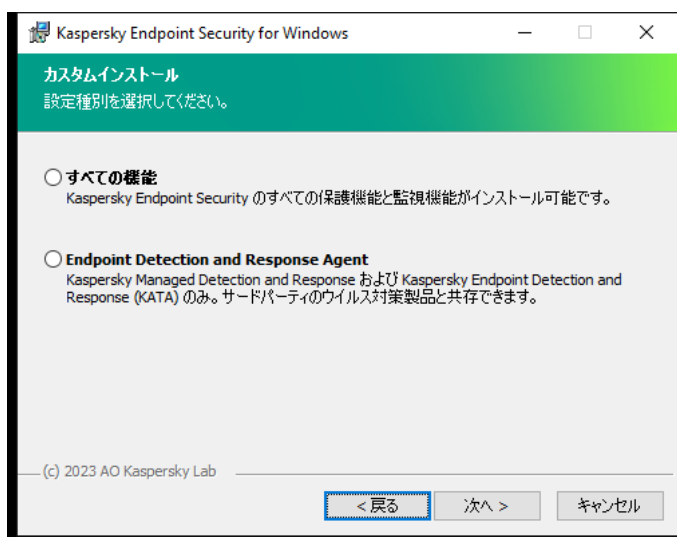 Kaspersky Endpoint Security for Windows
カスタムインストール
設定種別を選択してください。
すべての機能
Kaspersky Endpoint Security のすべての保護機能と監視機能がインストール可能です。
Endpoint Detection and Response Agent
Kaspersky Managed Detection and Response および Kaspersky Endpoint Detection and
Response (KATA) のみ。サードパーティのウイルス対策製品と共存できます。
(c) 2023 AO Kaspersky Lab
< 戻る 次へ > キャンセル